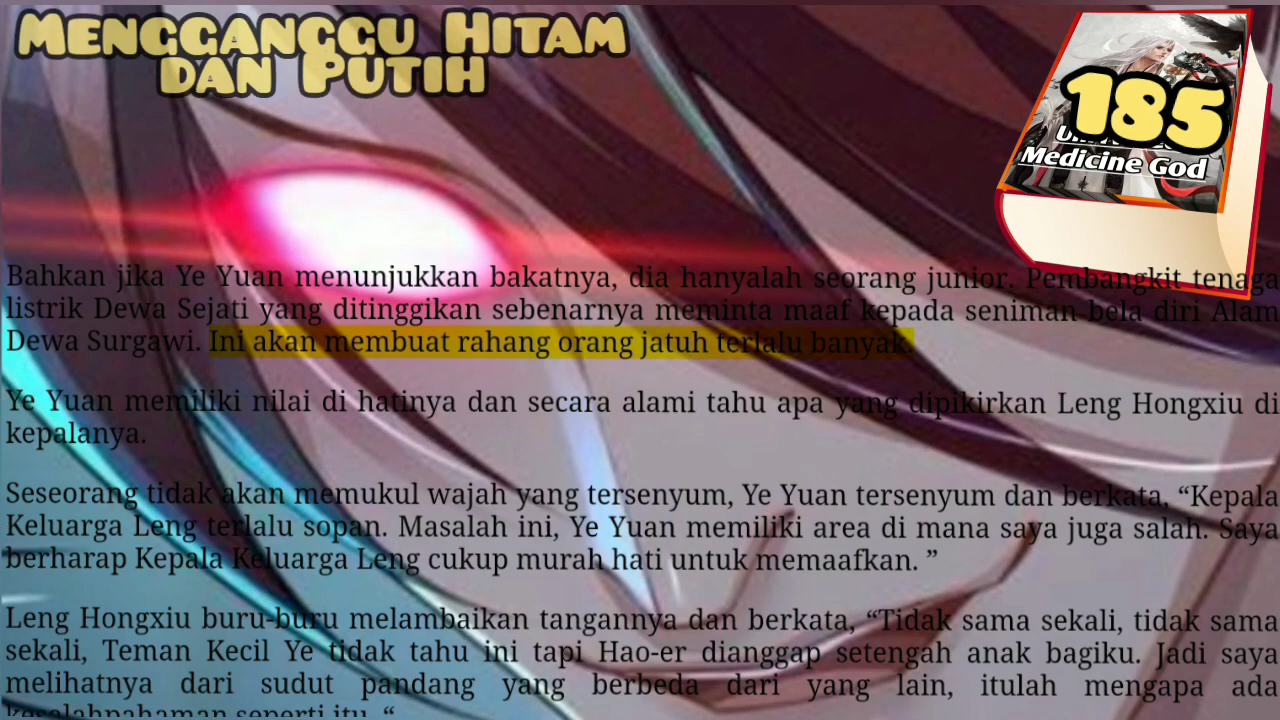 Mengganggu Hitam
dan Putih
185
Medicine God
Bahkan jika Ye Yuan menunjukkan bakatnya, dia hanyalah seorang junior. Pembangkit tenaga
listrik Dewa Sejati yang ditinggikan sebenarnya meminta maaf kepada seniman bela diri Alam
Dewa Surgawi. Ini akan membuat rahang orang jatuh terlalu banyak.
Ye Yuan memiliki nilai di hatinya dan secara alami tahu apa yang dipikirkan Leng Hongxiu di
kepalanya.
Seseorang tidak akan memukul wajah yang tersenyum, Ye Yuan tersenyum dan berkata, “Kepala
Keluarga Leng terlalu sopan. Masalah ini, Ye Yuan memiliki area di mana saya juga salah. Saya
berharap Kepala Keluarga Leng cukup murah hati untuk memaafkan. ”
Leng Hongxiu buru-buru melambaikan tangannya dan berkata, “Tidak sama sekali, tidak sama
sekali, Teman Kecil Ye tidak tahu ini tapi Hao-er dianggap setengah anak bagiku. Jadi saya
melihatnya dari sudut pandang yang berbeda dari yang lain, itulah mengapa ada
kesalahpahaman seperti itu. “